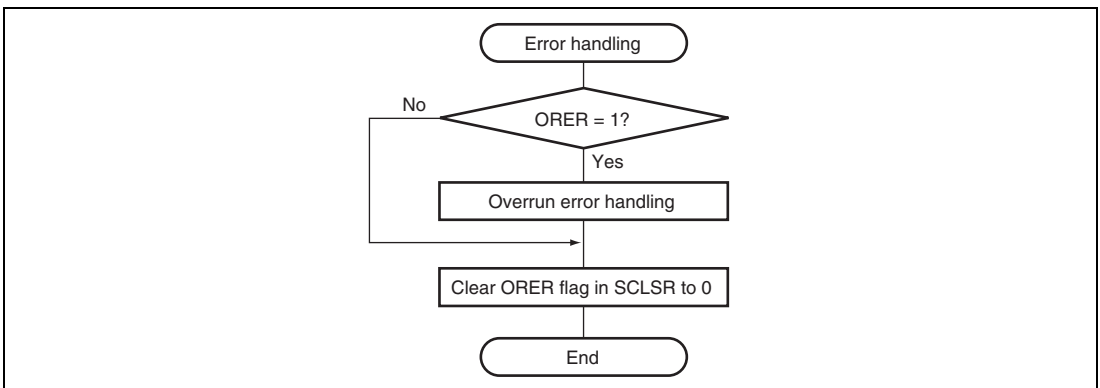 Error handling
No
ORER = 1?
Yes
Overrun error handling
Clear ORER flag in SCLSR to 0
End